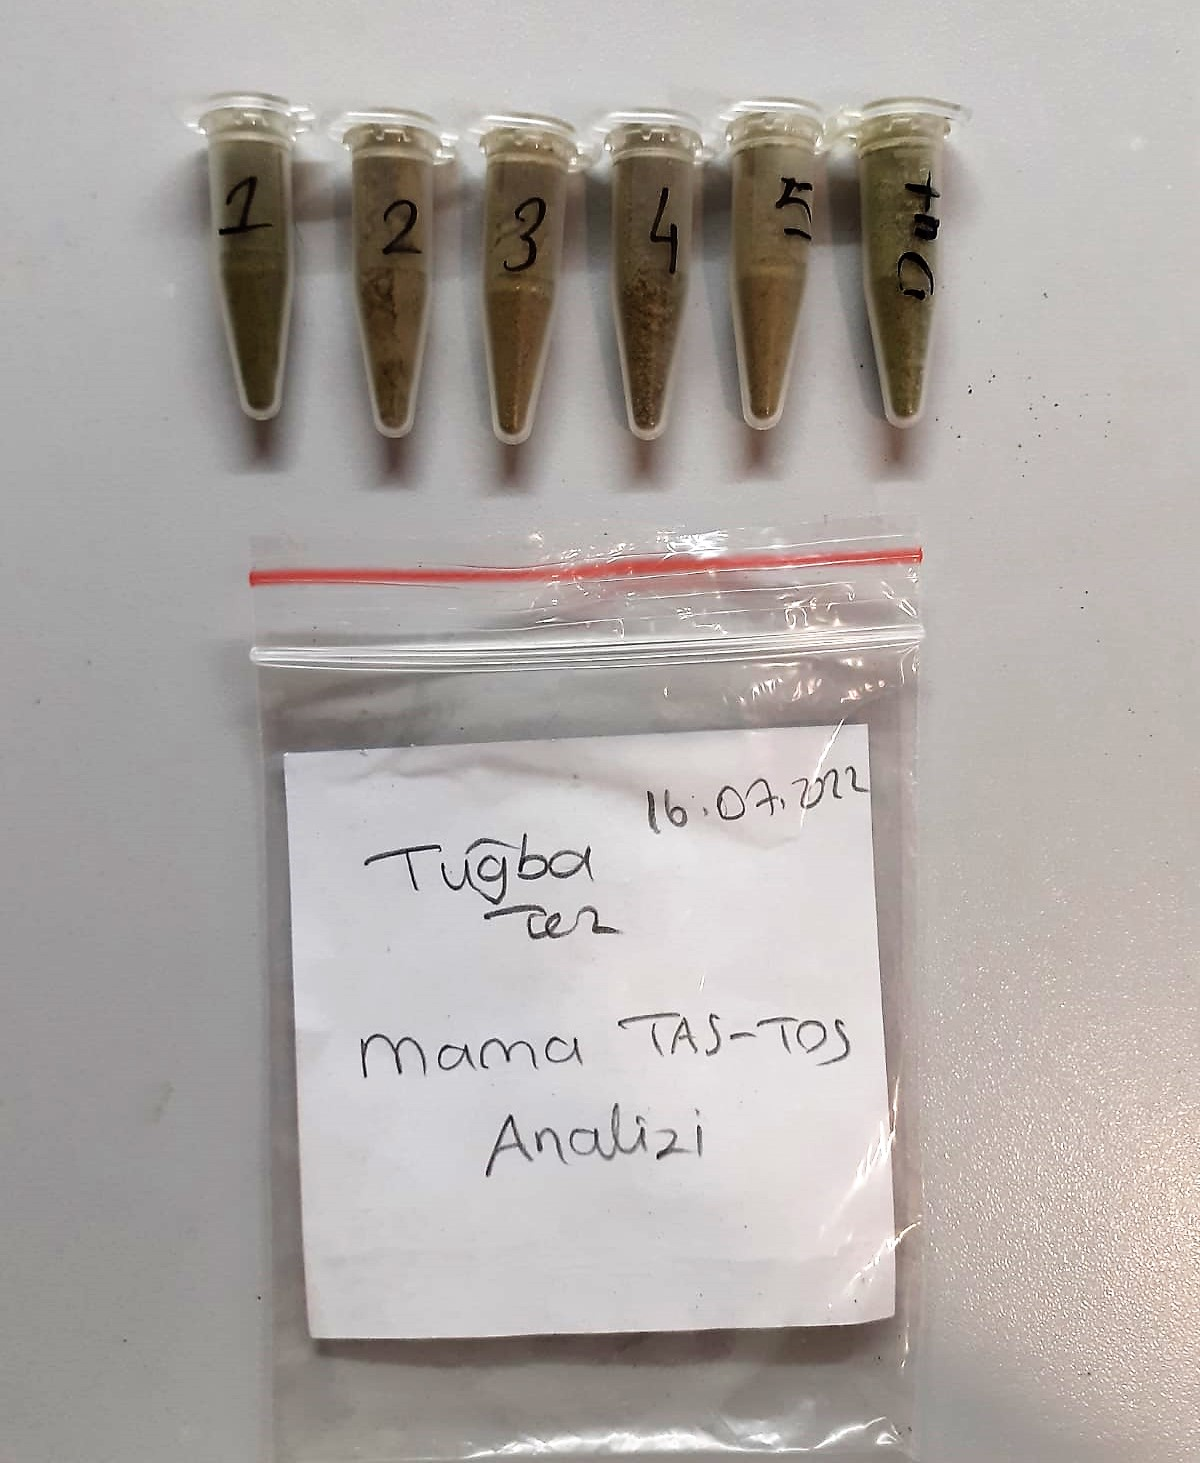 1 2 3 4 5
16.07.2022
Tuğba
Tez
Mama TAS-TOS
Analizi